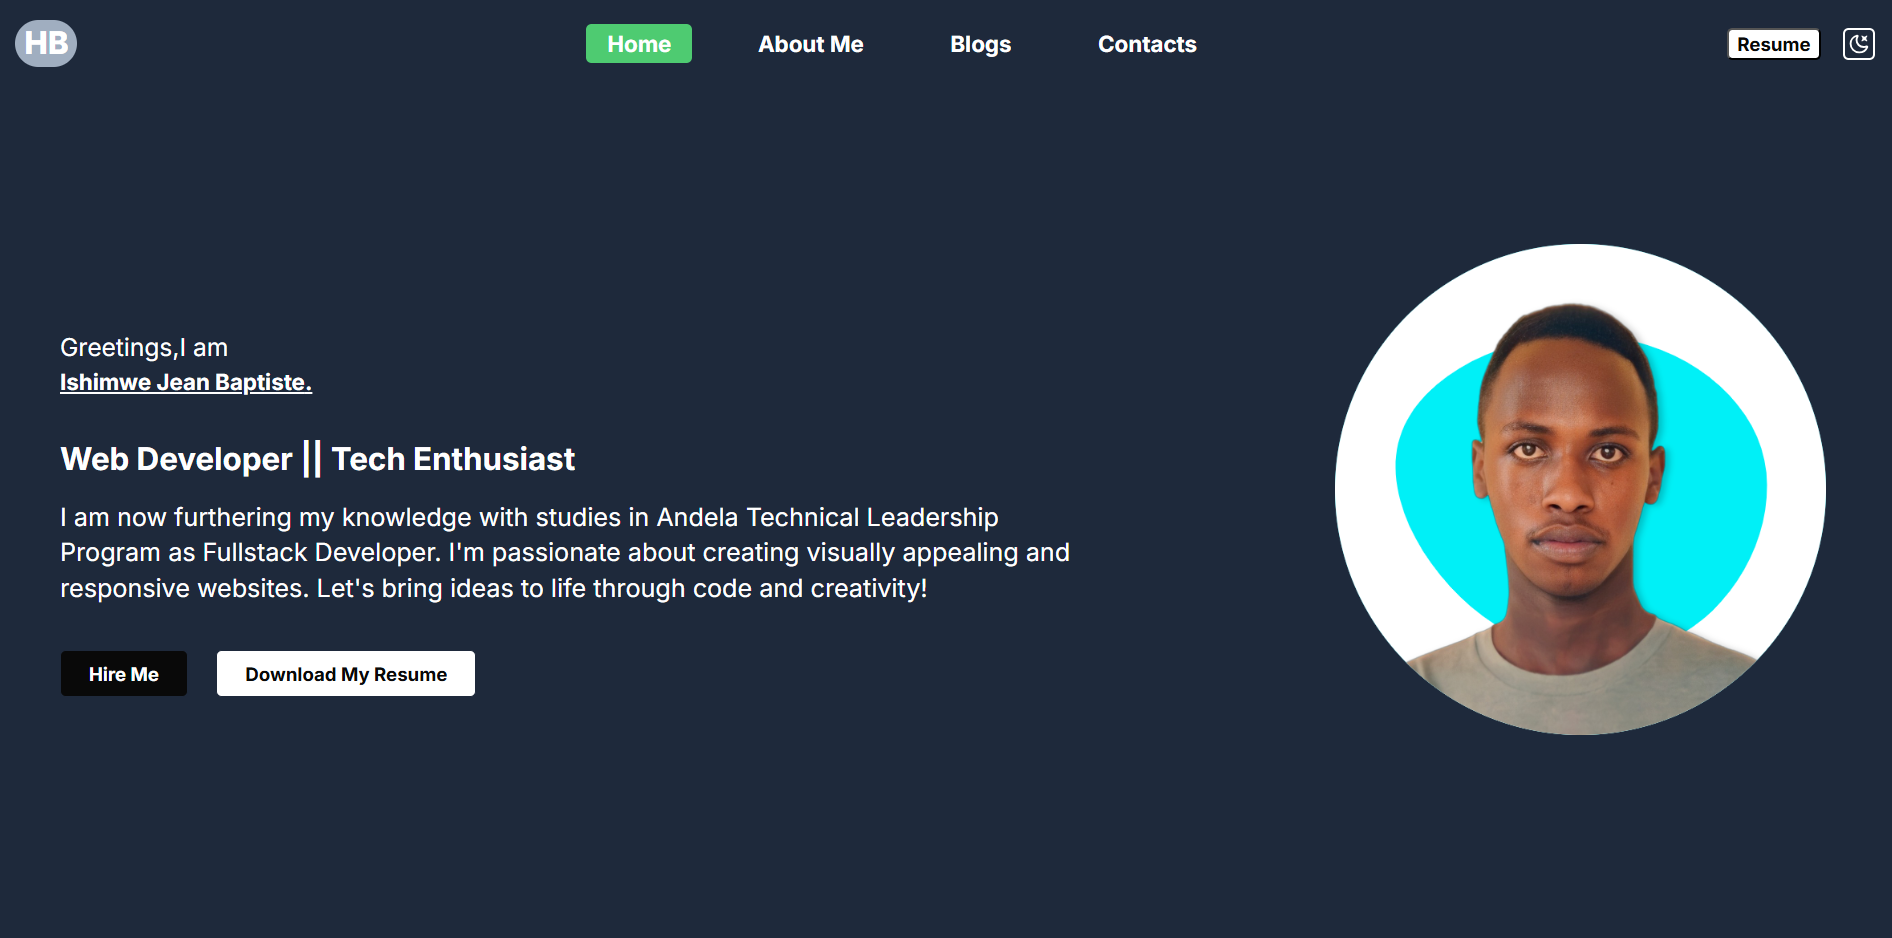 HB
Home
About Me
Blogs
Contacts
Resume
Greetings,I am
Ishimwe Jean Baptiste.
Web Developer || Tech Enthusiast
I am now furthering my knowledge with studies in Andela Technical Leadership
Program as Fullstack Developer. I'm passionate about creating visually appealing and
responsive websites. Let's bring ideas to life through code and creativity!
Hire Me
Download My Resume